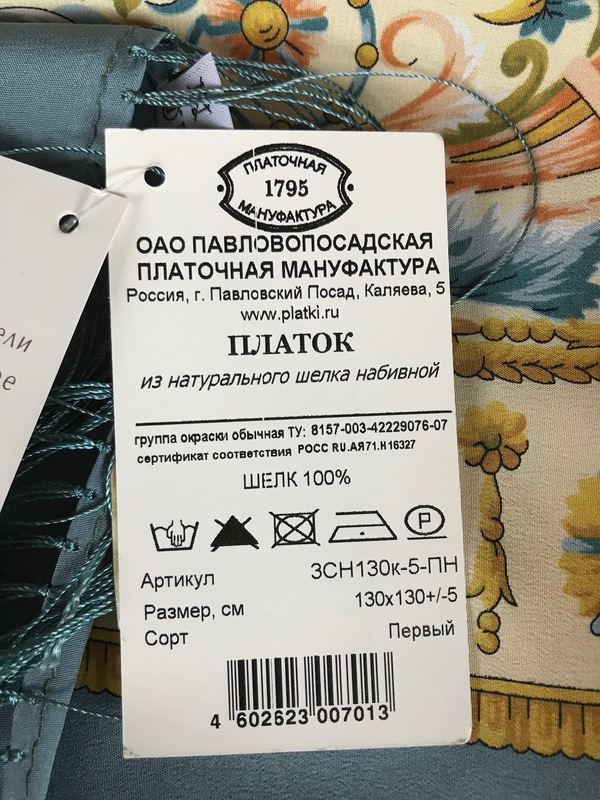 ПЛАТОЧНАЯ
1795
МАНУФАКТУРА
ОАО ПАВЛОВОПОСАДСКАЯ
ПЛАТОЧНАЯ МАНУФАКТУРА
Россия, г. Павловский Посад, Каляева, 5
www.platki.ru
ПЛАТОК
из натурального шелка набивной
группа окраски обычная ТУ: 8157-003-42229076-07
сертификат соответствия РОСС RU.АЯ71.Н16327
ШЕЛК 100%
P
Артикул 3СН130к-5-ПН
Размер, см 130х130+/-5
Сорт Первый
4 602623 007013